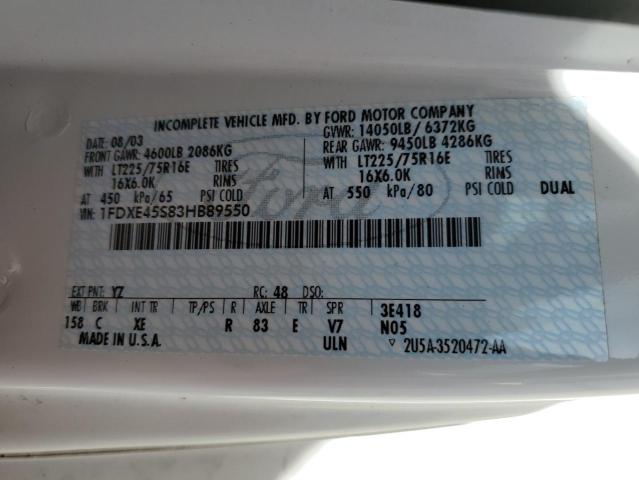 INCOMPLETE VEHICLE MFD. BY FORD MOTOR COMPANY
DATE: 08/03 GVWR: 14050LB/ 6372KG
FRONT GAWR: 4600LB 2086KG REAR GAWR: 9450LB 4286KG
WITH LT225/75R16E TIRES WITH LT225/75R16E TIRES
16X6.0K RIMS 16X6.0K RIMS
AT 450 kPa/65 PSI COLD AT 550 kPa/80 PSI COLD DUAL
VIN: 1FDXE45S83HB89550
Ford
EXT PNT: YZ RC: 48 DSO:
WB BRK INT TR TP/PS R AXLE TR SPR 3E418
158 C XE R 83 E V7 N05
MADE IN U.S.A. ULN ▽ 2U5A-3520472-AA